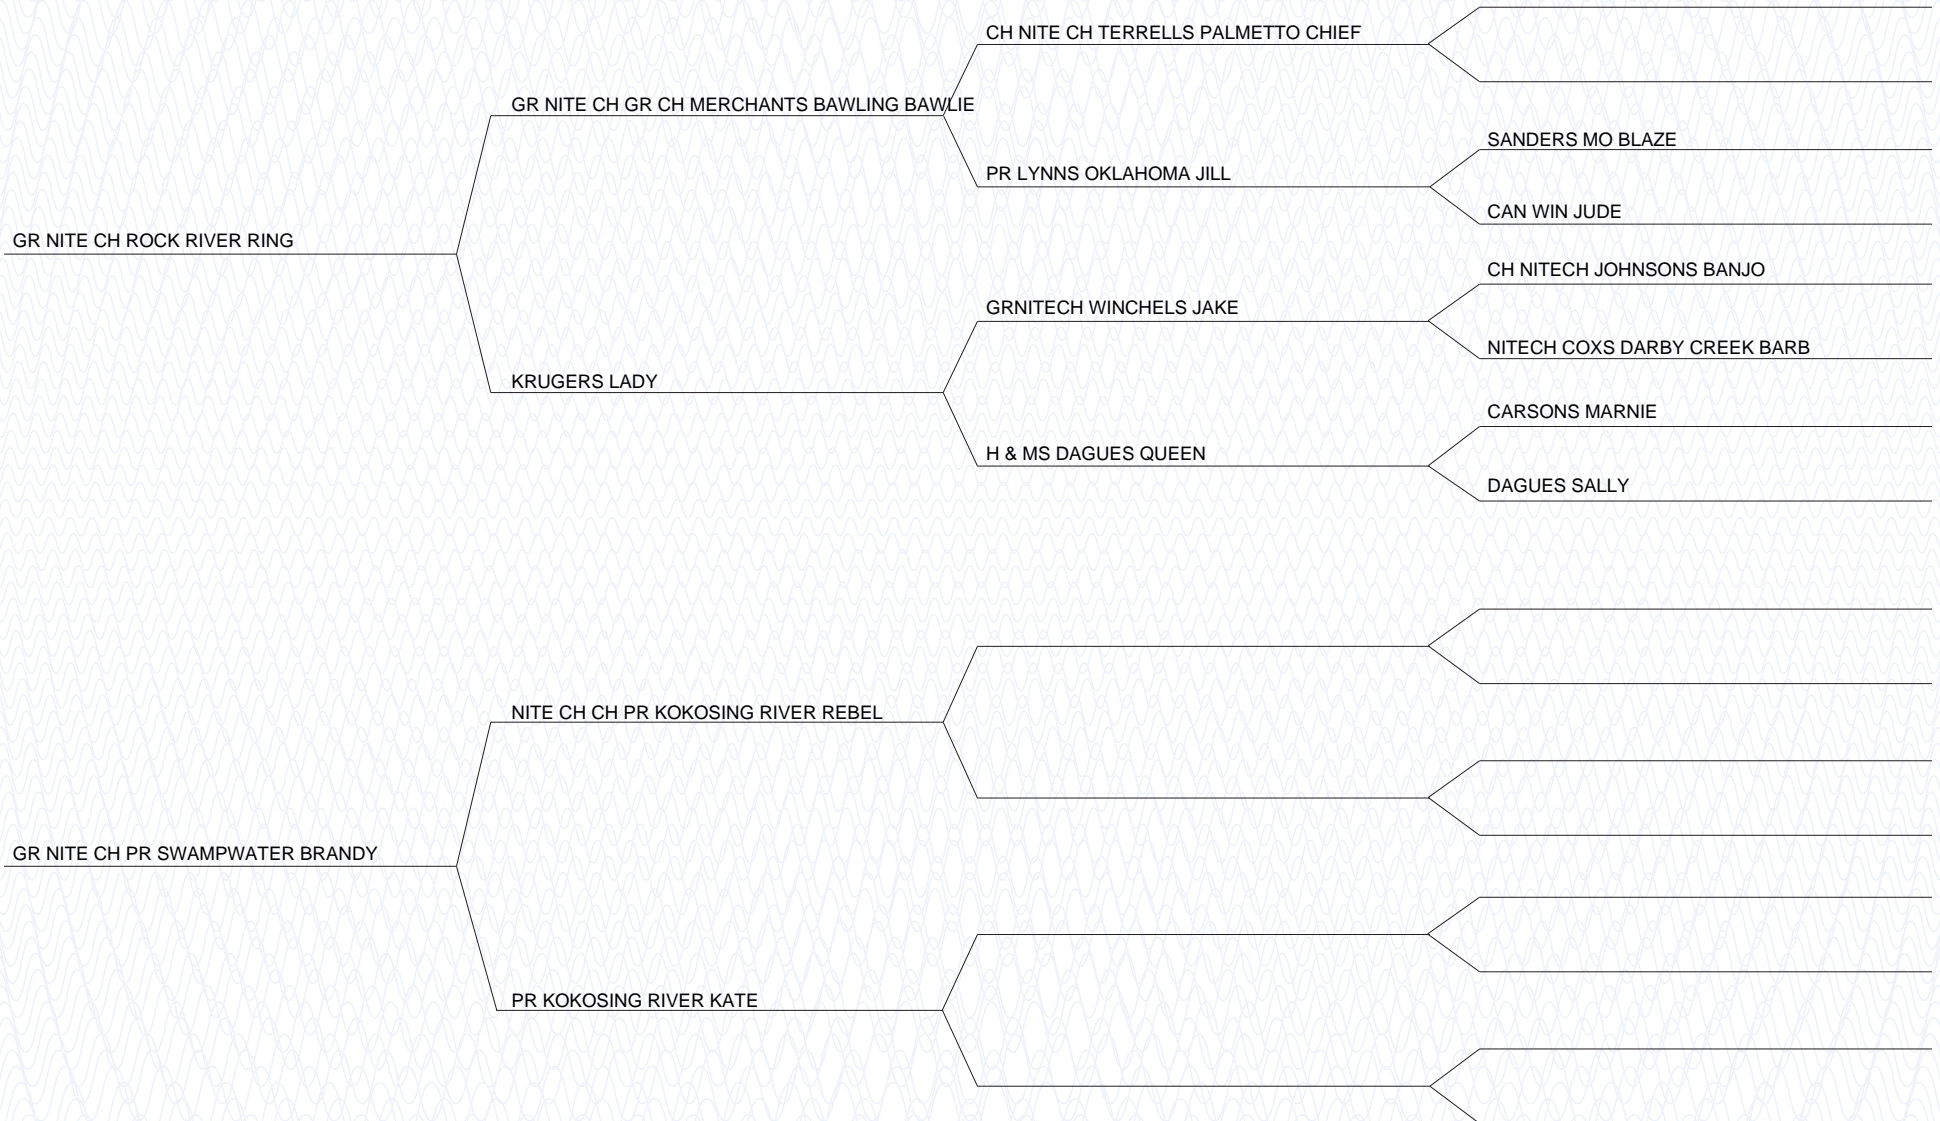 CH NITE CH TERRELLS PALMETTO CHIEF
GR NITE CH GR CH MERCHANTS BAWLING BAWLIE
SANDERS MO BLAZE
PR LYNNS OKLAHOMA JILL
CAN WIN JUDE
GR NITE CH ROCK RIVER RING
CH NITECH JOHNSONS BANJO
GRNITECH WINCHELS JAKE
NITECH COXS DARBY CREEK BARB
KRUGERS LADY
CARSONS MARNIE
H & MS DAGUES QUEEN
DAGUES SALLY
NITE CH CH PR KOKOSING RIVER REBEL
GR NITE CH PR SWAMPWATER BRANDY
PR KOKOSING RIVER KATE